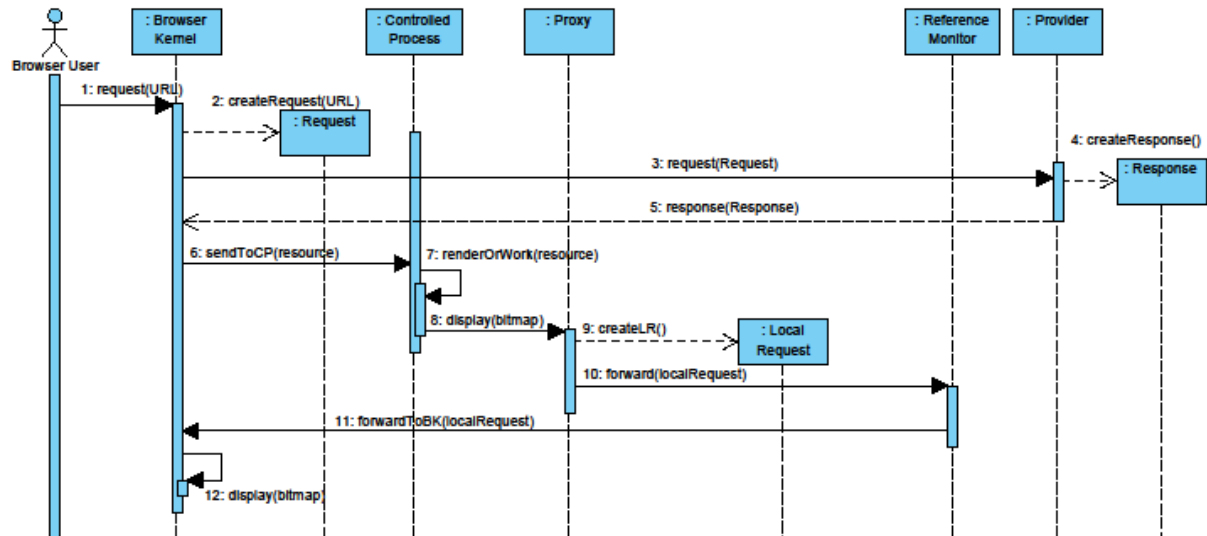 : Browser
Kernel
: Controlled
Process
: Proxy
: Reference
Monitor
: Provider
Browser User
1: request(URL)
2: createRequest(URL)
: Request
3: request(Request)
4: createResponse()
: Response
5: response(Response)
6: sendToCP(resource)
7: renderOrWork(resource)
8: display(bitmap)
9: createLR()
: Local
Request
10: forward(localRequest)
11: forwardToBK(localRequest)
12: display(bitmap)